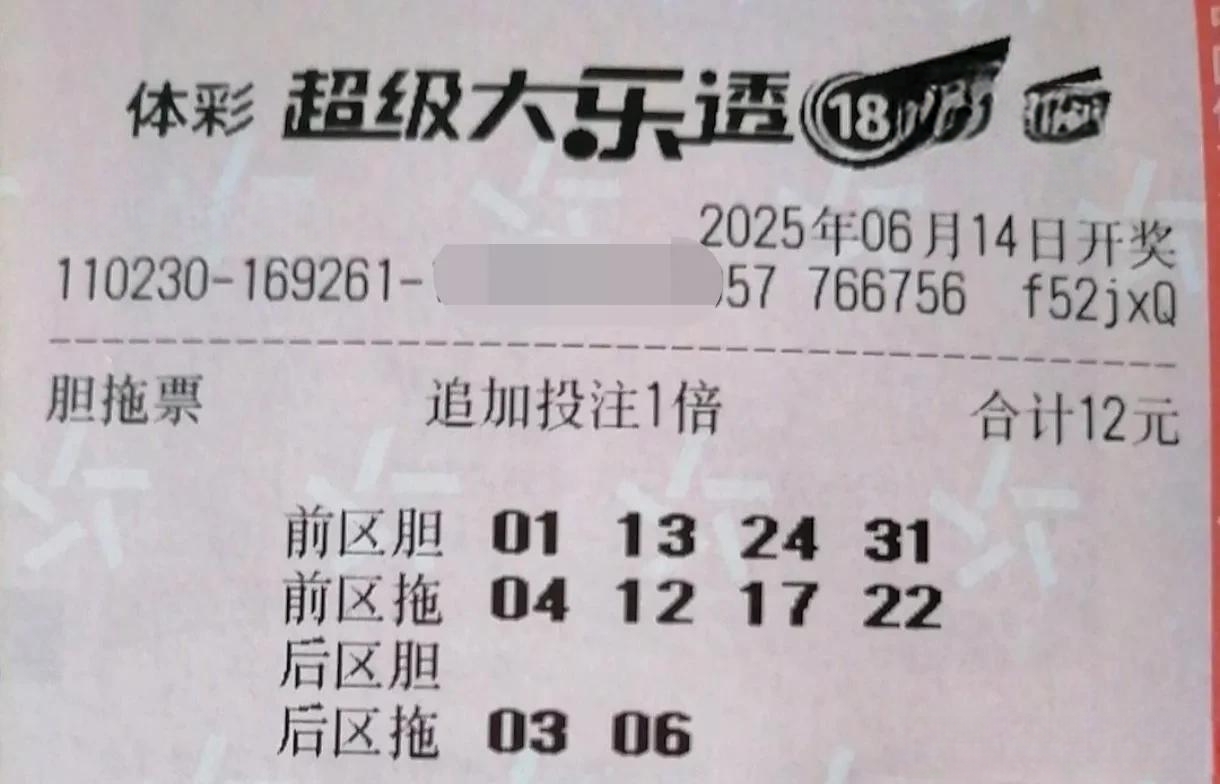 体彩 超级大乐透 18
2025年06月14日开奖
110230-169261- 57 766756 f52jxQ
胆拖票 追加投注1倍 合计12元
前区胆 01 13 24 31
前区拖 04 12 17 22
后区胆
后区拖 03 06